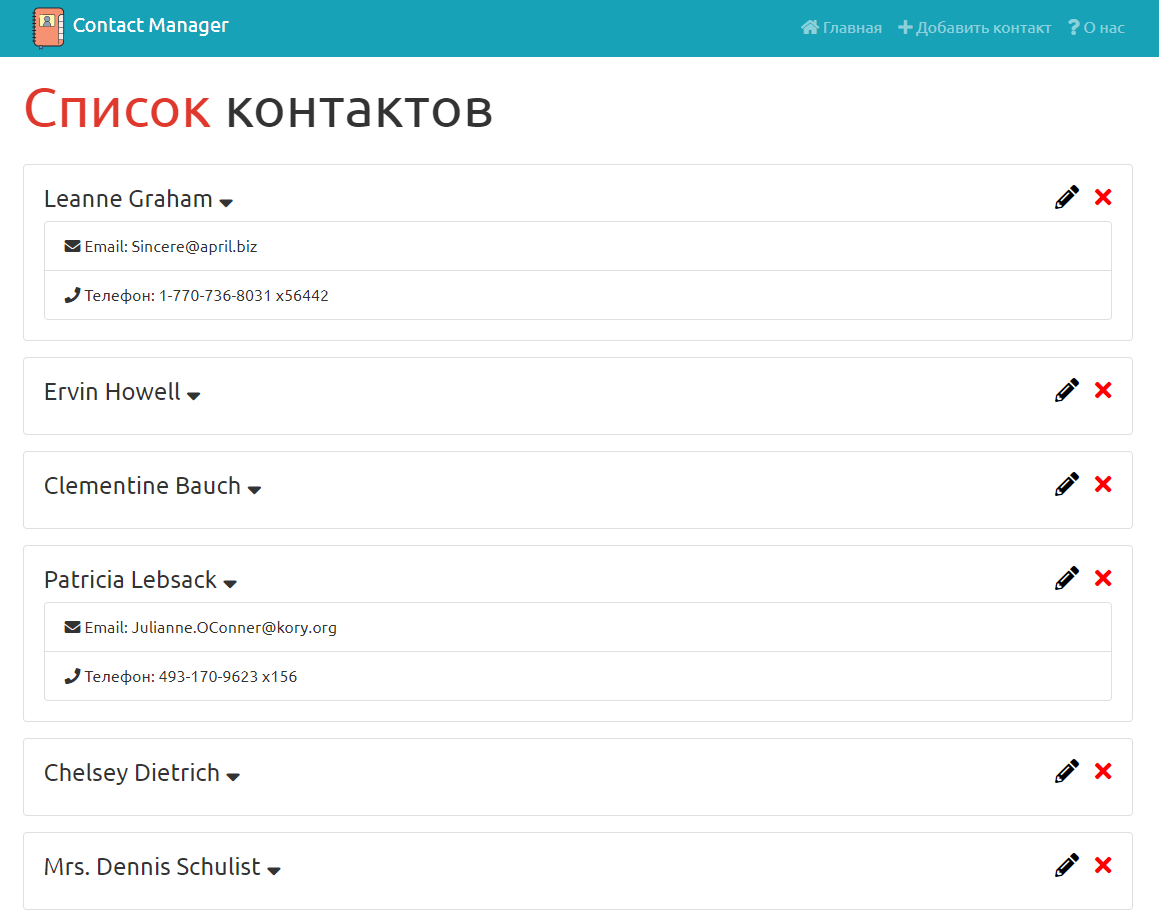 Contact Manager
Главная Добавить контакт О нас
Список контактов
Leanne Graham
Email: Sincere@april.biz
Телефон: 1-770-736-8031 x56442
Ervin Howell
Clementine Bauch
Patricia Lebsack
Email: Julianne.OConner@kory.org
Телефон: 493-170-9623 x156
Chelsey Dietrich
Mrs. Dennis Schulist